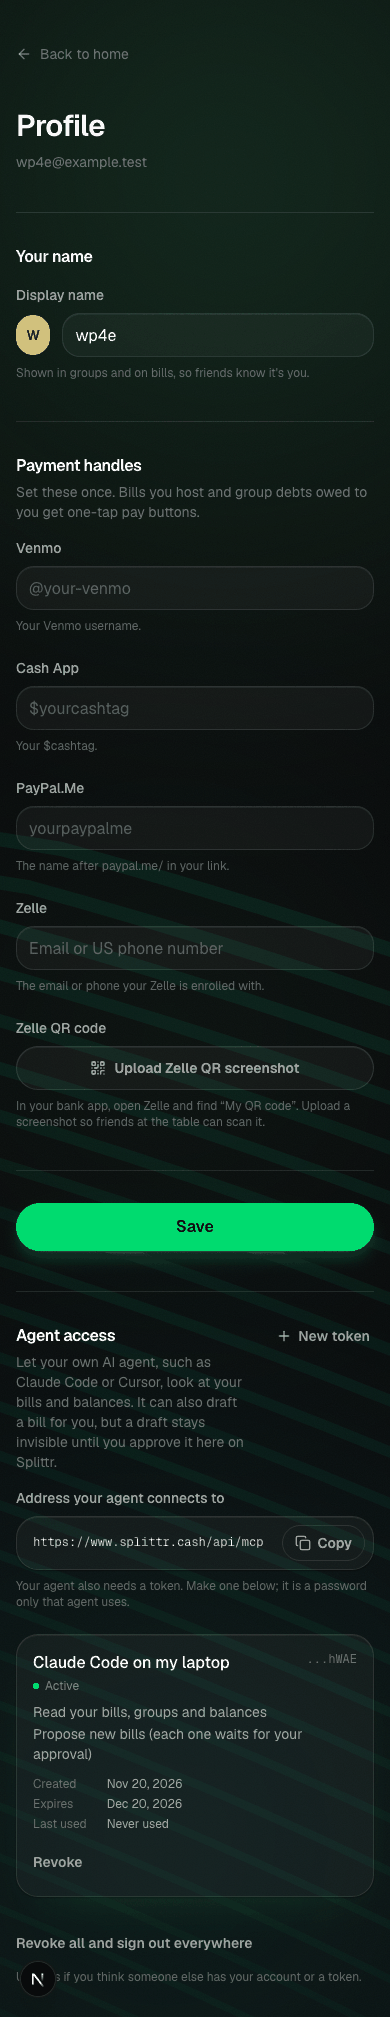 Back to home
Profile
wp4e@example.test
Your name
Display name
W
wp4e
Shown in groups and on bills, so friends know it's you.
Payment handles
Set these once. Bills you host and group debts owed to
you get one-tap pay buttons.
Venmo
@your-venmo
Your Venmo username.
Cash App
$yourcashtag
Your $cashtag.
PayPal.Me
yourpaypalme
The name after paypal.me/ in your link.
Zelle
Email or US phone number
The email or phone your Zelle is enrolled with.
Zelle QR code
Upload Zelle QR screenshot
In your bank app, open Zelle and find “My QR code”. Upload a
screenshot so friends at the table can scan it.
Save
Agent access
New token
Let your own AI agent, such as
Claude Code or Cursor, look at your
bills and balances. It can also draft
a bill for you, but a draft stays
invisible until you approve it here on
Splittr.
Address your agent connects to
https://www.splittr.cash/api/mcp
Copy
Your agent also needs a token. Make one below; it is a password
only that agent uses.
Claude Code on my laptop
...hWAE
Active
Read your bills, groups and balances
Propose new bills (each one waits for your
approval)
Created Nov 20, 2026
Expires Dec 20, 2026
Last used Never used
Revoke
Revoke all and sign out everywhere
N
if you think someone else has your account or a token.